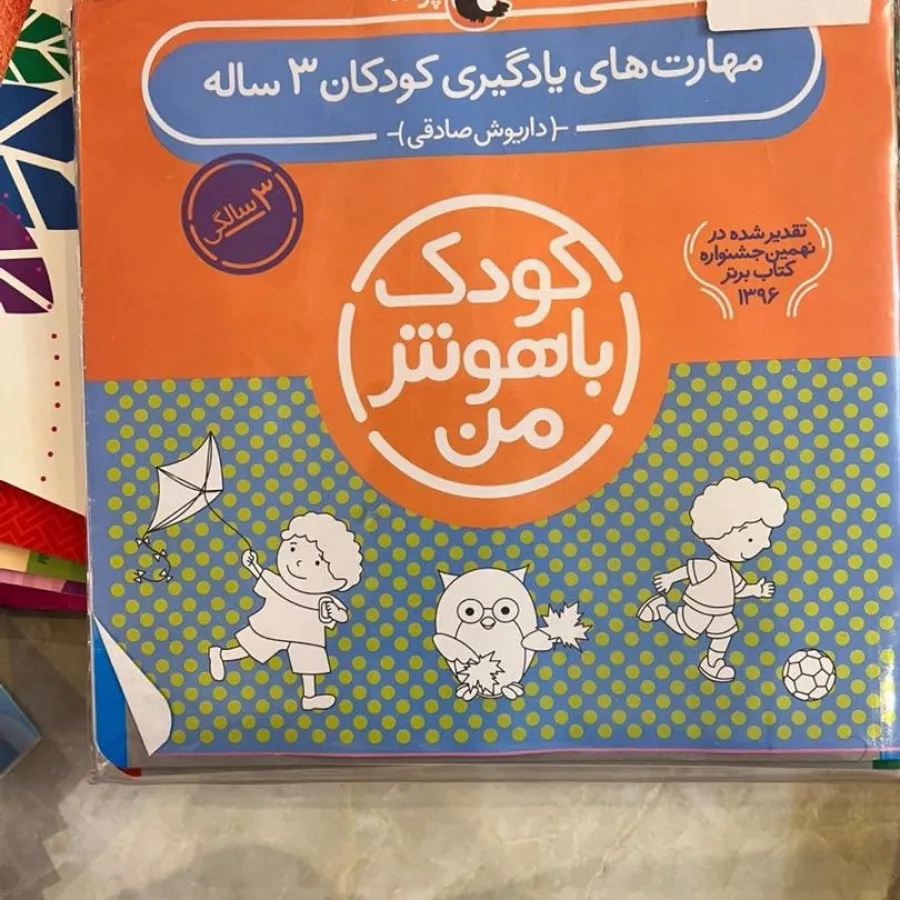 مهارت‌های یادگیری کودکان ۳ ساله
(داریوش صادقی)
۳ سالگی
تقدیر شده در
نهمین جشنواره
کتاب برتر
۱۳۹۶
کودک
باهوش
من